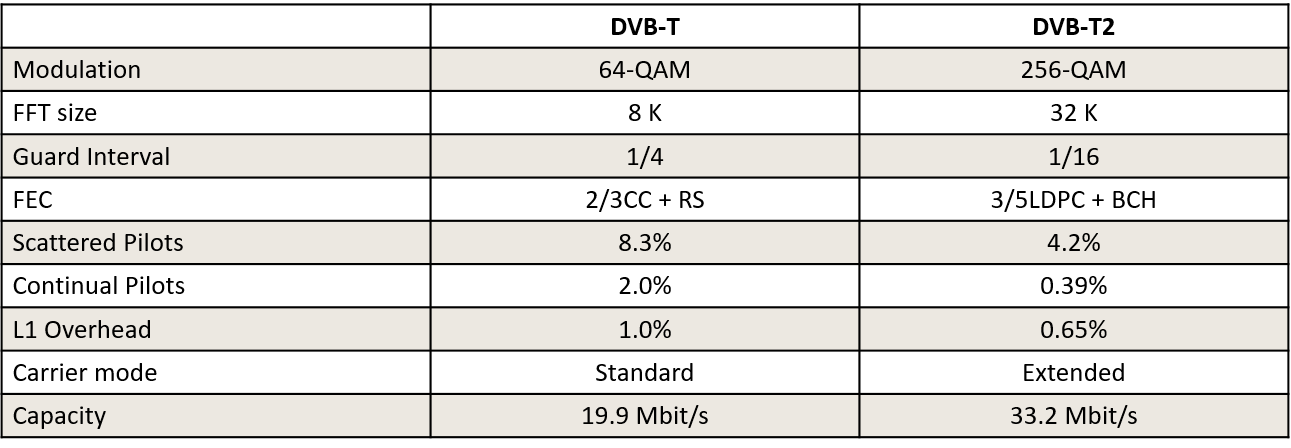 DVB-T DVB-T2
Modulation 64-QAM 256-QAM
FFT size 8 K 32 K
Guard Interval 1/4 1/16
FEC 2/3CC + RS 3/5LDPC + BCH
Scattered Pilots 8.3% 4.2%
Continual Pilots 2.0% 0.39%
L1 Overhead 1.0% 0.65%
Carrier mode Standard Extended
Capacity 19.9 Mbit/s 33.2 Mbit/s